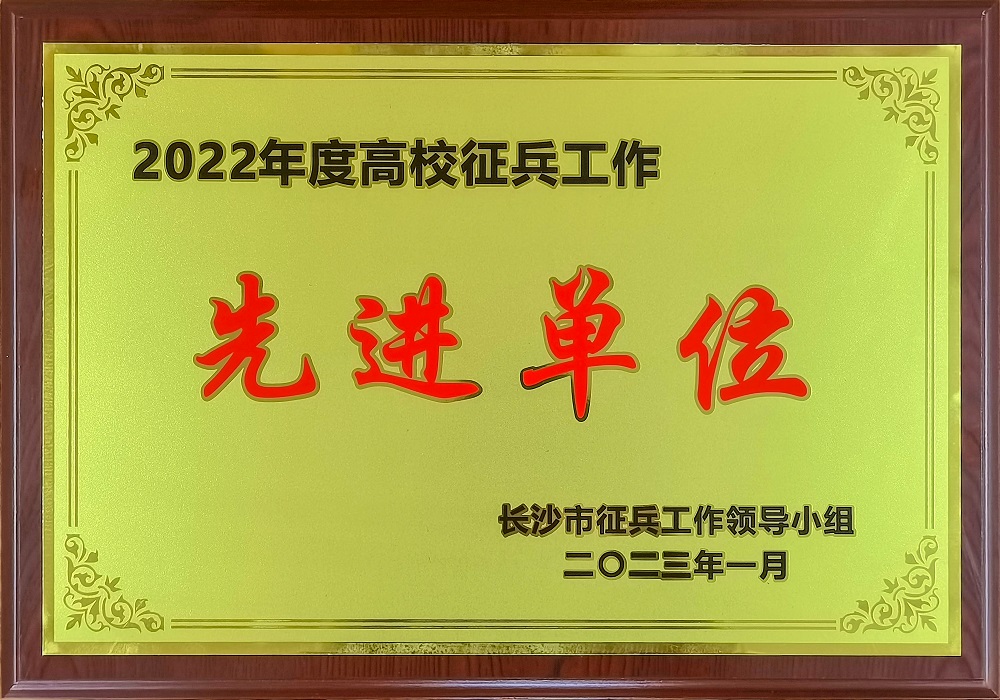 2022年度高校征兵工作
先进单位
长沙市征兵工作领导小组
二〇二三年一月